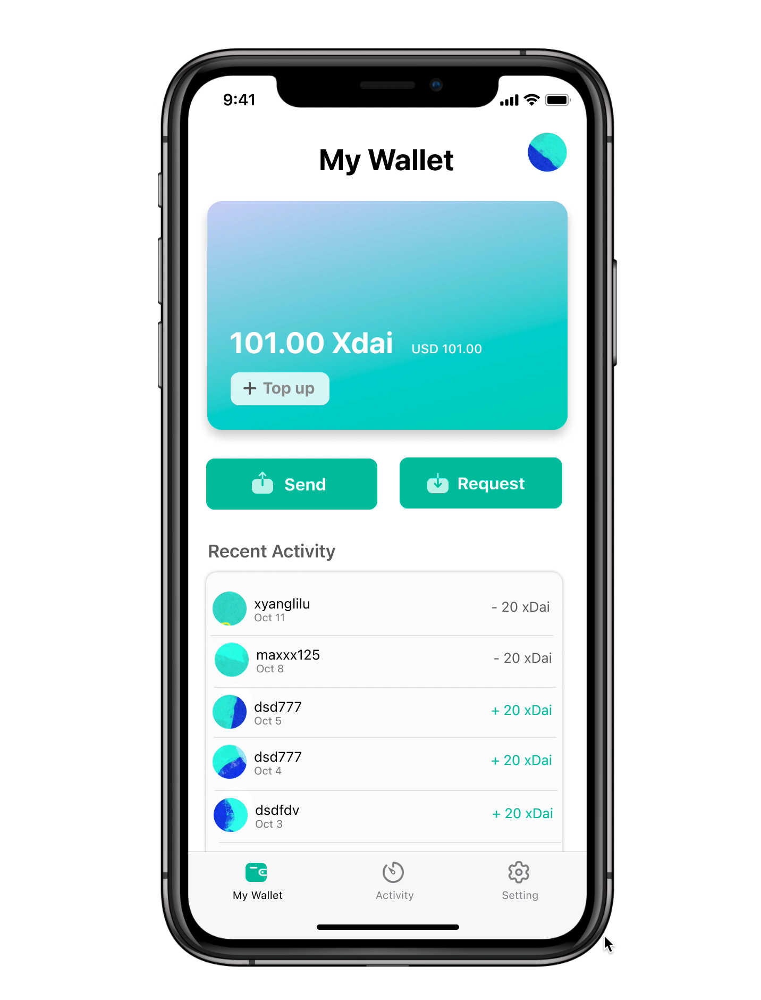 9:41
My Wallet
101.00 Xdai USD 101.00
+ Top up
Send
Request
Recent Activity
xyanglilu - 20 xDai
Oct 11
maxxx125 - 20 xDai
Oct 8
dsd777 + 20 xDai
Oct 5
dsd777 + 20 xDai
Oct 4
dsdfdv + 20 xDai
Oct 3
My Wallet Activity Setting